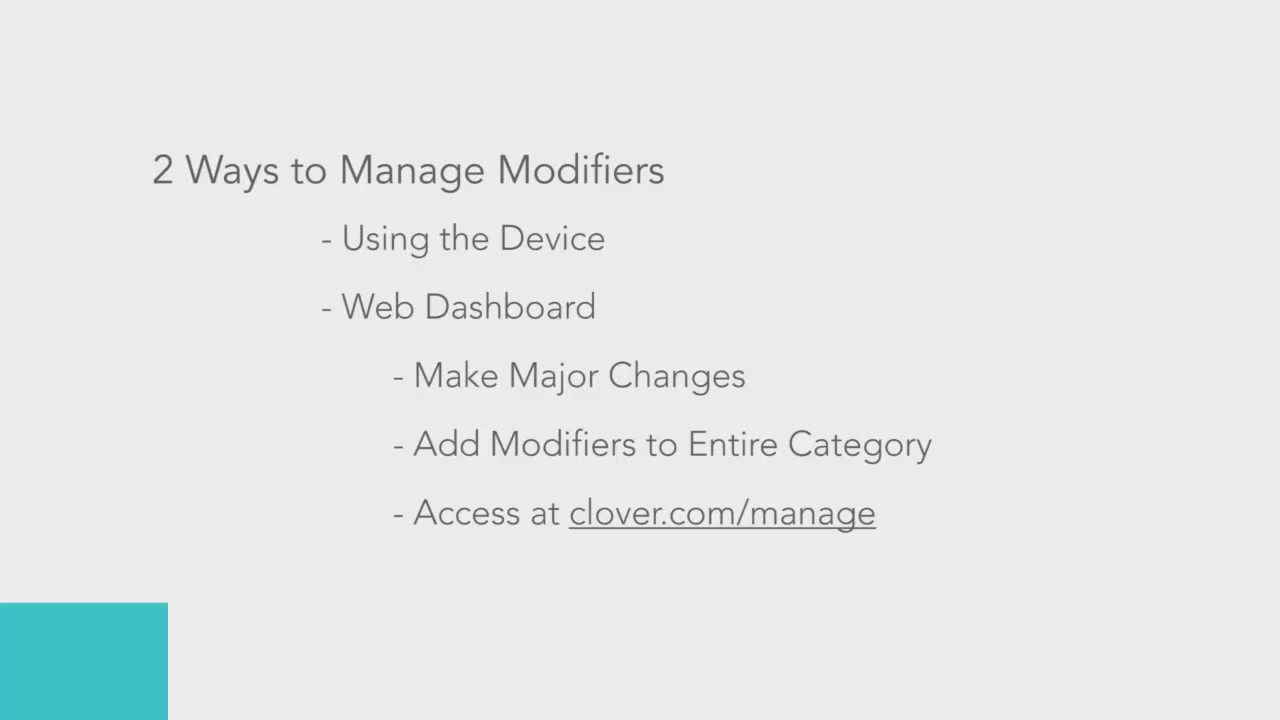 2 Ways to Manage Modifiers
- Using the Device
- Web Dashboard
- Make Major Changes
- Add Modifiers to Entire Category
- Access at clover.com/manage